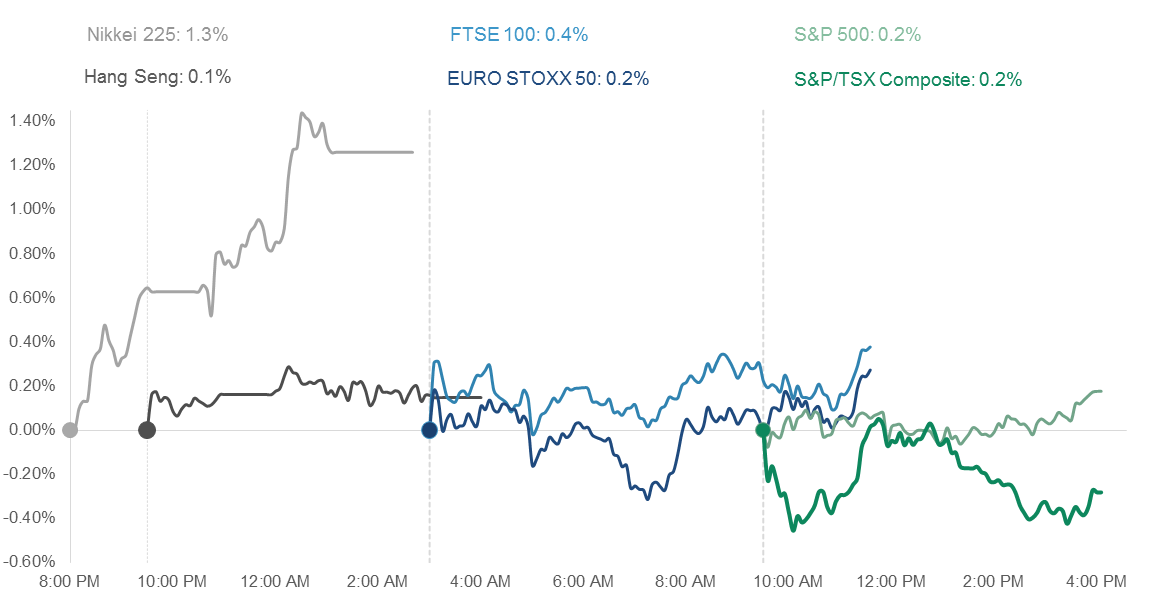 Nikkei 225: 1.3%
FTSE 100: 0.4%
S&P 500: 0.2%
Hang Seng: 0.1%
EURO STOXX 50: 0.2%
S&P/TSX Composite: 0.2%
1.40%
1.20%
1.00%
0.80%
0.60%
0.40%
0.20%
0.00%
-0.20%
-0.40%
-0.60%
8:00 PM 10:00 PM 12:00 AM 2:00 AM 4:00 AM 6:00 AM 8:00 AM 10:00 AM 12:00 PM 2:00 PM 4:00 PM